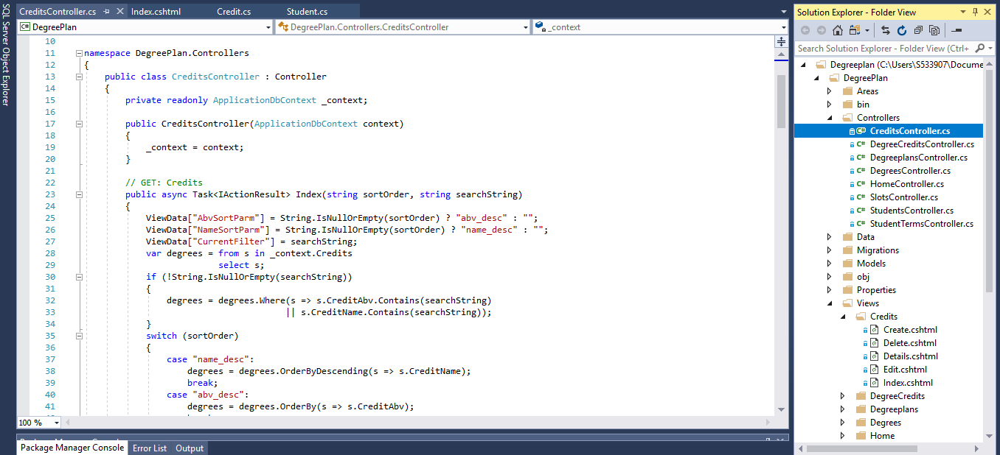 SQL Server Object Explorer
CreditsController.cs
Index.cshtml
Credit.cs
Student.cs
C# DegreePlan
DegreePlan.Controllers.CreditsController
_context
10
11 namespace DegreePlan.Controllers
12 {
13 public class CreditsController : Controller
14 {
15 private readonly ApplicationDbContext _context;
16
17 public CreditsController(ApplicationDbContext context)
18 {
19 _context = context;
20 }
21
22 // GET: Credits
23 public async Task<IActionResult> Index(string sortOrder, string searchString)
24 {
25 ViewData["AbvSortParm"] = String.IsNullOrEmpty(sortOrder) ? "abv_desc" : "";
26 ViewData["NameSortParm"] = String.IsNullOrEmpty(sortOrder) ? "name_desc" : "";
27 ViewData["CurrentFilter"] = searchString;
28 var degrees = from s in _context.Credits
29 select s;
30 if (!String.IsNullOrEmpty(searchString))
31 {
32 degrees = degrees.Where(s => s.CreditAbv.Contains(searchString)
33 || s.CreditName.Contains(searchString));
34 }
35 switch (sortOrder)
36 {
37 case "name_desc":
38 degrees = degrees.OrderByDescending(s => s.CreditName);
39 break;
40 case "abv_desc":
41 degrees = degrees.OrderBy(s => s.CreditAbv);
100 %
Package Manager Console
Error List
Output
Solution Explorer - Folder View
Search Solution Explorer - Folder View (Ctrl+
Degreeplan (C:\Users\S533907\Docume
DegreePlan
Areas
bin
Controllers
C# CreditsController.cs
C# DegreeCreditsController.cs
C# DegreeplansController.cs
C# DegreesController.cs
C# HomeController.cs
C# SlotsController.cs
C# StudentsController.cs
C# StudentTermsController.cs
Data
Migrations
Models
obj
Properties
Views
Credits
Create.cshtml
Delete.cshtml
Details.cshtml
Edit.cshtml
Index.cshtml
DegreeCredits
Degreeplans
Degrees
Home